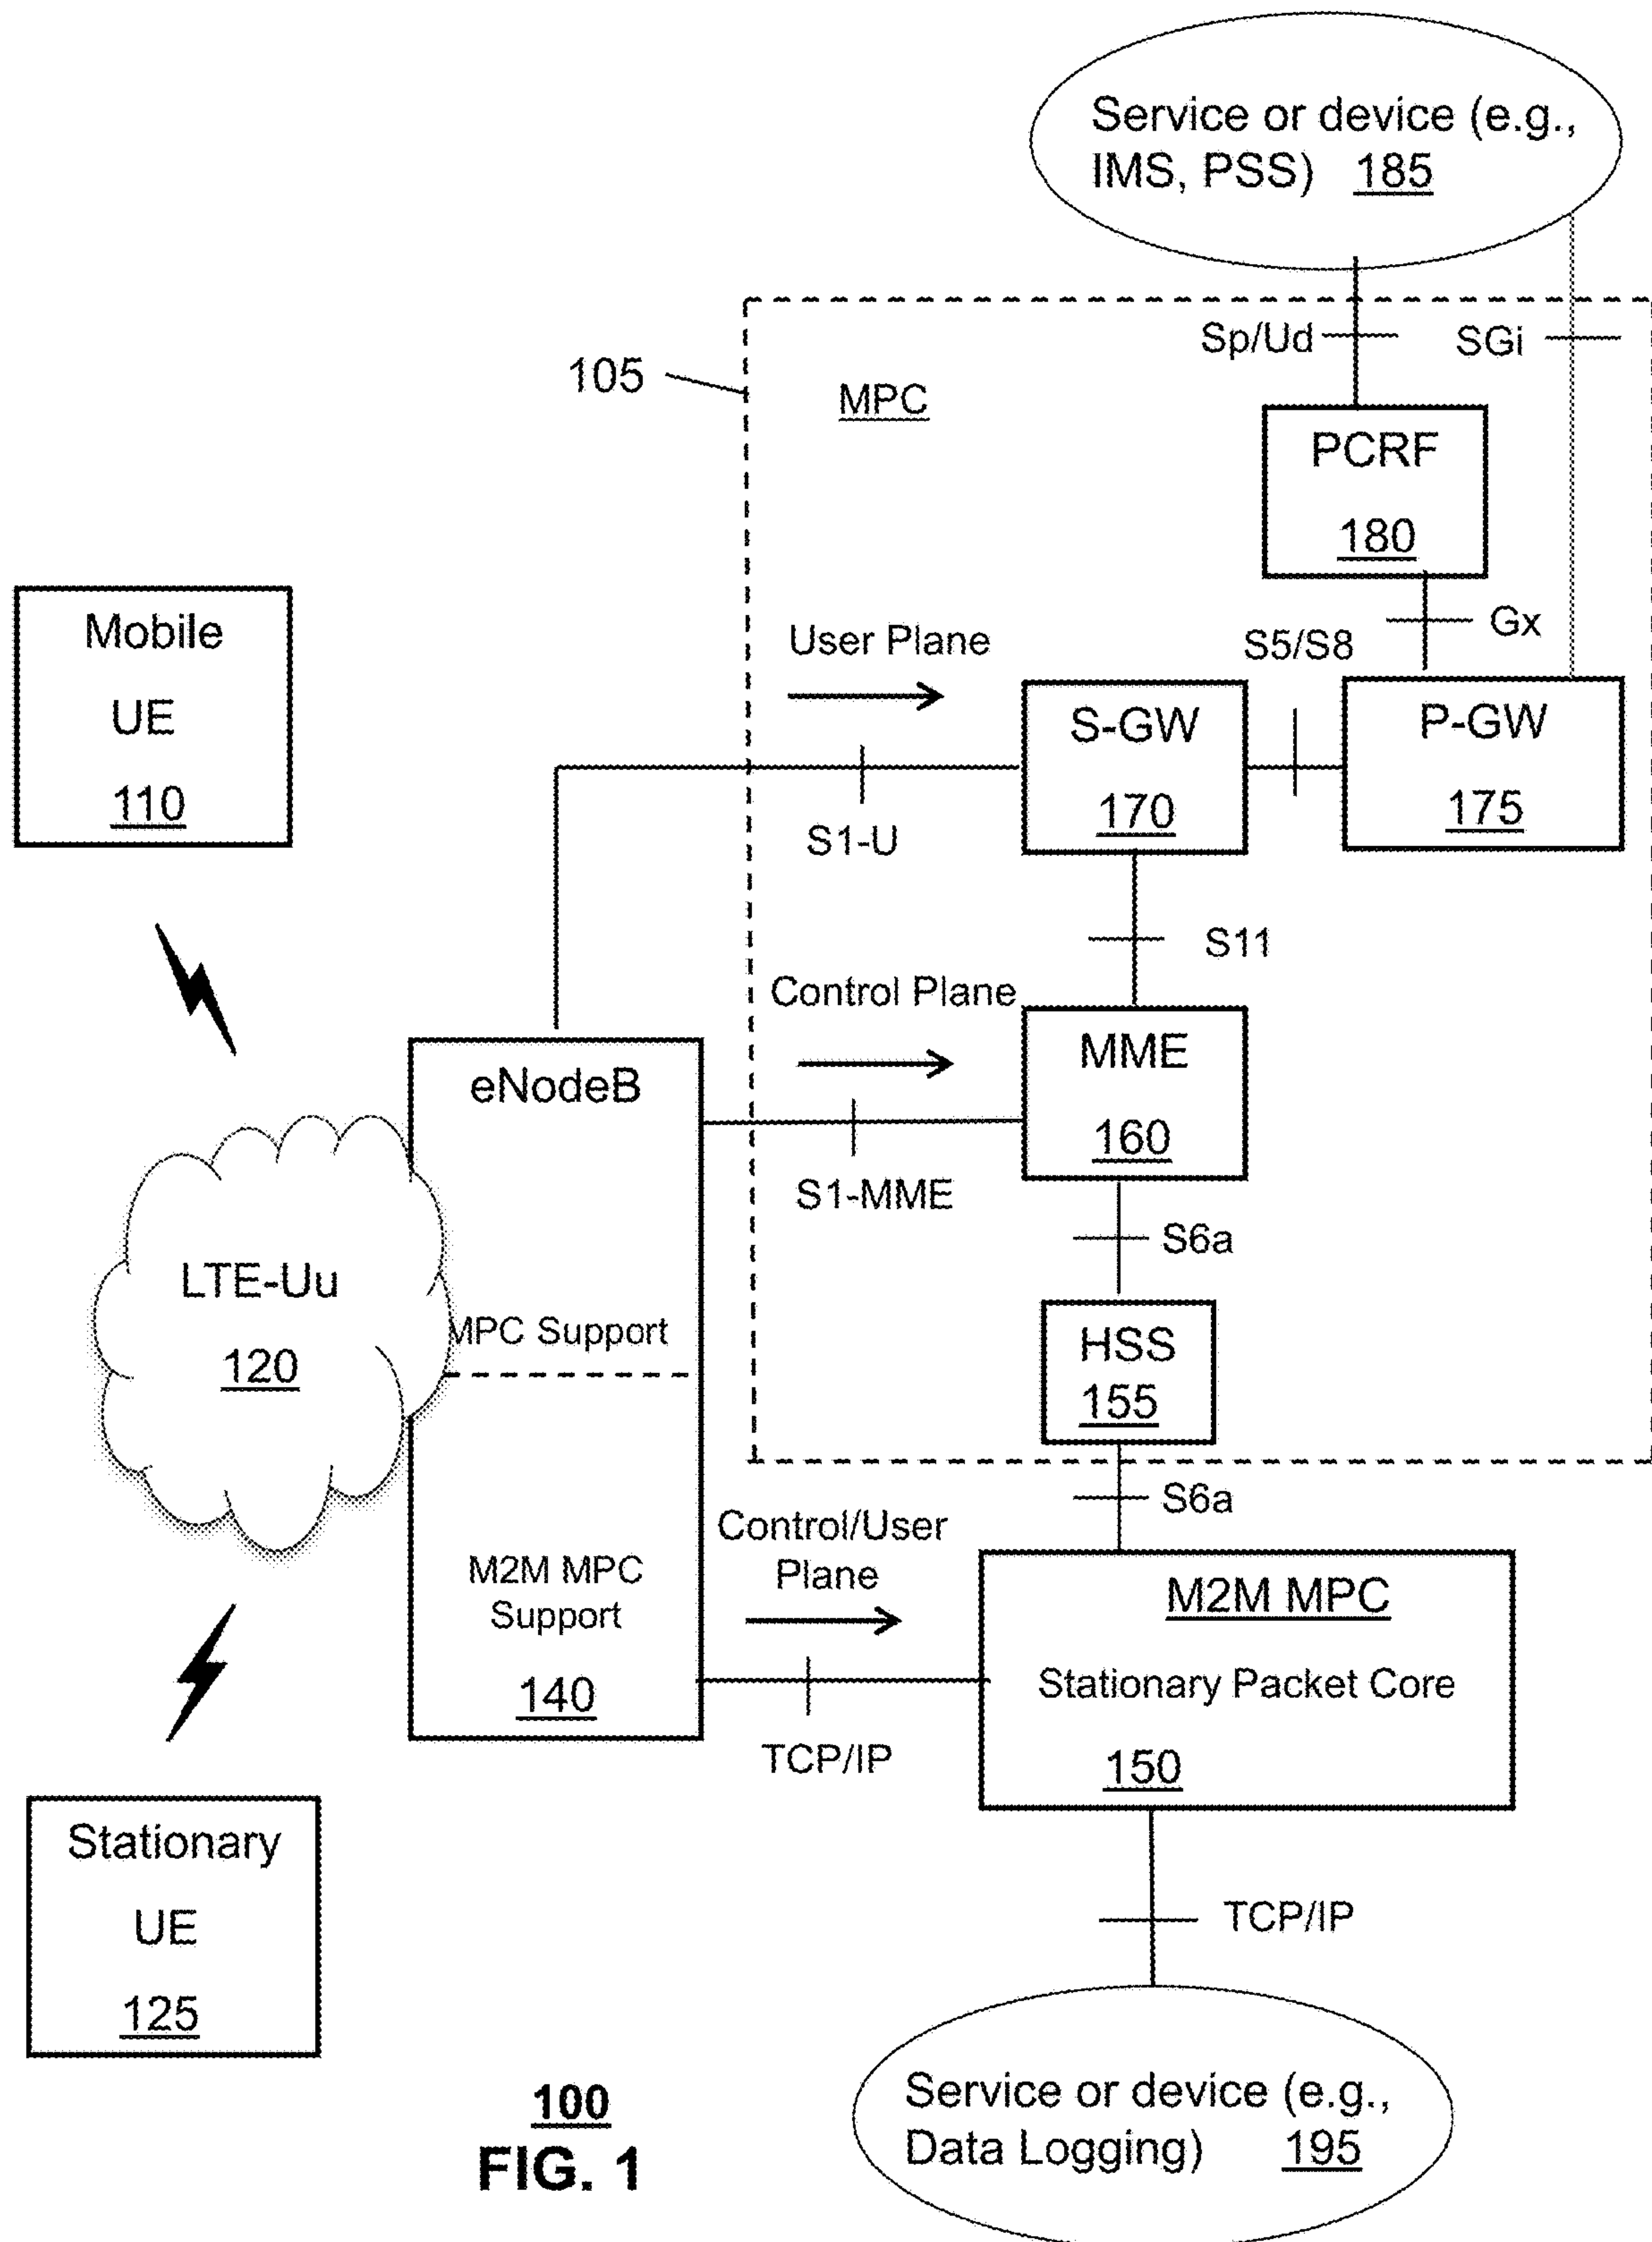 Service or device (e.g.,
IMS, PSS) 185
Sp/Ud
SGi
105
MPC
PCRF
180
Gx
Mobile
UE
110
User Plane
S5/S8
S-GW
170
P-GW
175
S1-U
S11
Control Plane
eNodeB
MME
160
S1-MME
S6a
LTE-Uu
120
MPC Support
HSS
155
S6a
Control/User
Plane
M2M MPC
Support
140
M2M MPC
Stationary Packet Core
150
TCP/IP
Stationary
UE
125
TCP/IP
Service or device (e.g.,
Data Logging) 195
100
FIG. 1